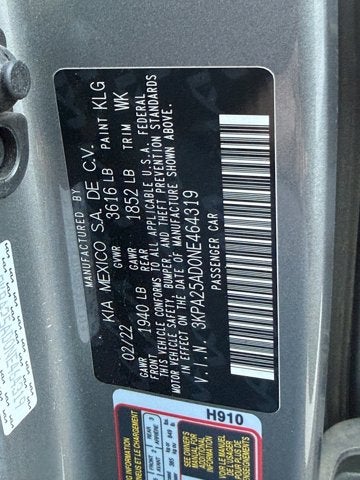 MANUFACTURED BY
KIA MEXICO S.A. DE C.V.
02/22 GVWR 3616 LB PAINT KLG
GAWR FRONT 1940 LB GAWR REAR 1852 LB TRIM WK
THIS VEHICLE CONFORMS TO ALL APPLICABLE U.S.A. FEDERAL
MOTOR VEHICLE SAFETY, BUMPER, AND THEFT PREVENTION STANDARDS
IN EFFECT ON THE DATE OF MANUFACTURE SHOWN ABOVE.
V.I.N. 3KPA25AD0NE464319
PASSENGER CAR
H910